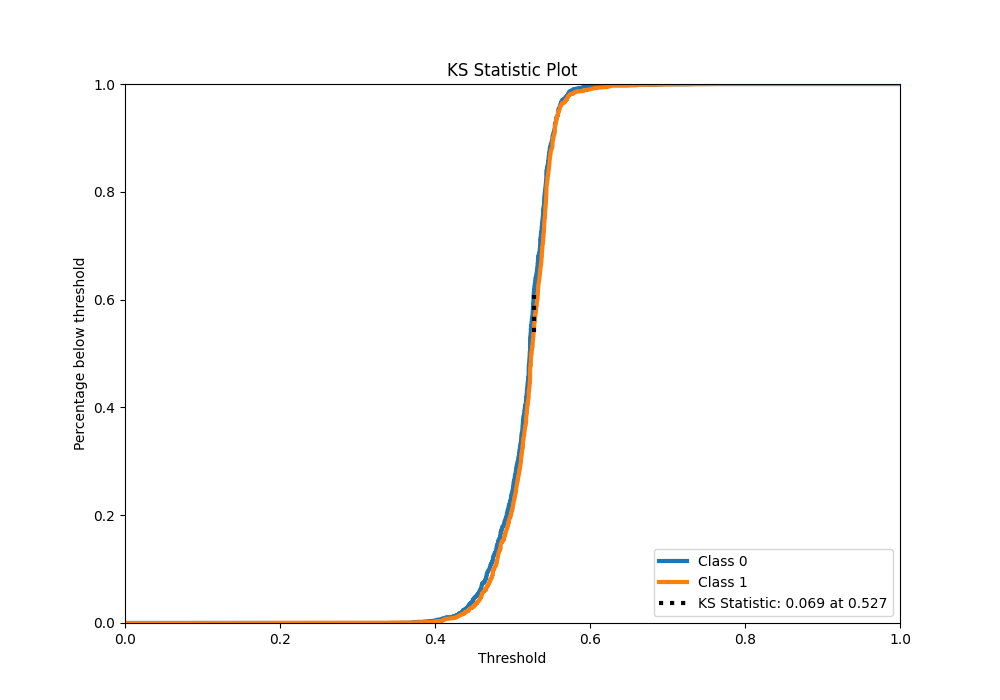 KS Statistic Plot
1.0
0.8
0.6
0.4
0.2
0.0
Percentage below threshold
0.0 0.2 0.4 0.6 0.8 1.0
Threshold
Class 0
Class 1
KS Statistic: 0.069 at 0.527